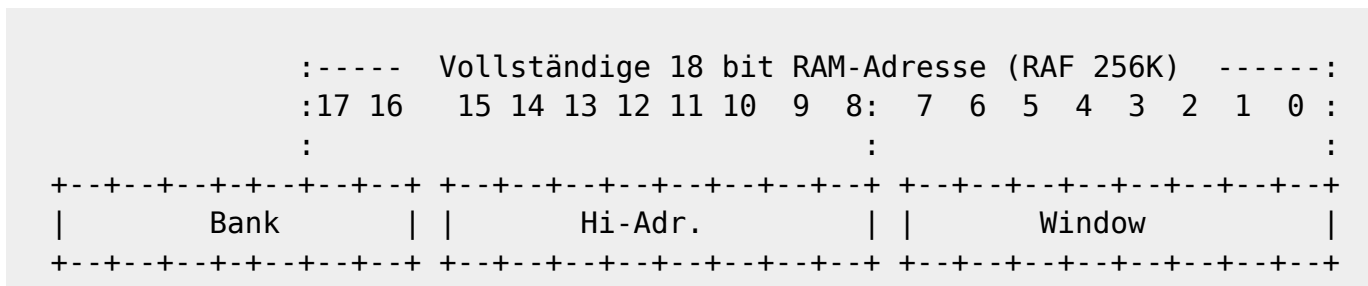 :-----  Vollständige 18 bit RAM-Adresse (RAF 256K)  ------:
:17 16   15 14 13 12 11 10  9  8:  7  6  5  4  3  2  1  0 :
:                               :                         :
+--+--+--+-+--+--+--+ +--+--+--+--+--+--+--+--+ +--+--+--+--+--+--+--+--+
|       Bank        | |       Hi-Adr.         | |       Window          |
+--+--+--+-+--+--+--+ +--+--+--+--+--+--+--+--+ +--+--+--+--+--+--+--+--+